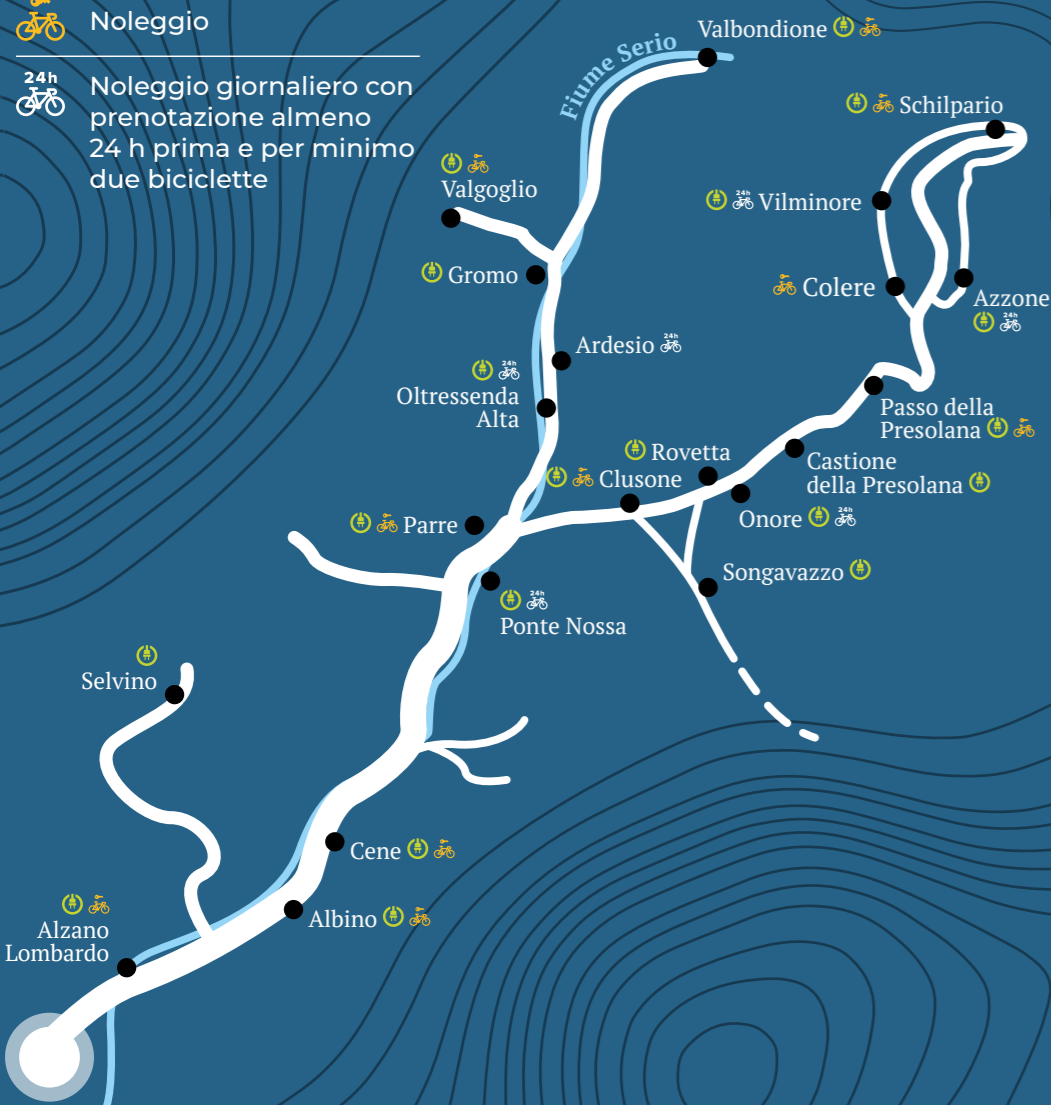 Noleggio
24h
Noleggio giornaliero con
prenotazione almeno
24 h prima e per minimo
due biciclette
Fiume Serio
Valbondione
Schilpario
Valgoglio
24h
Vilminore
Gromo
Colere
Azzone
24h
Ardesio
24h
24h
Oltressenda
Alta
Passo della
Presolana
Rovetta
Castione
della Presolana
Clusone
Onore
24h
Parre
Songavazzo
24h
Ponte Nossa
Selvino
Cene
Albino
Alzano
Lombardo